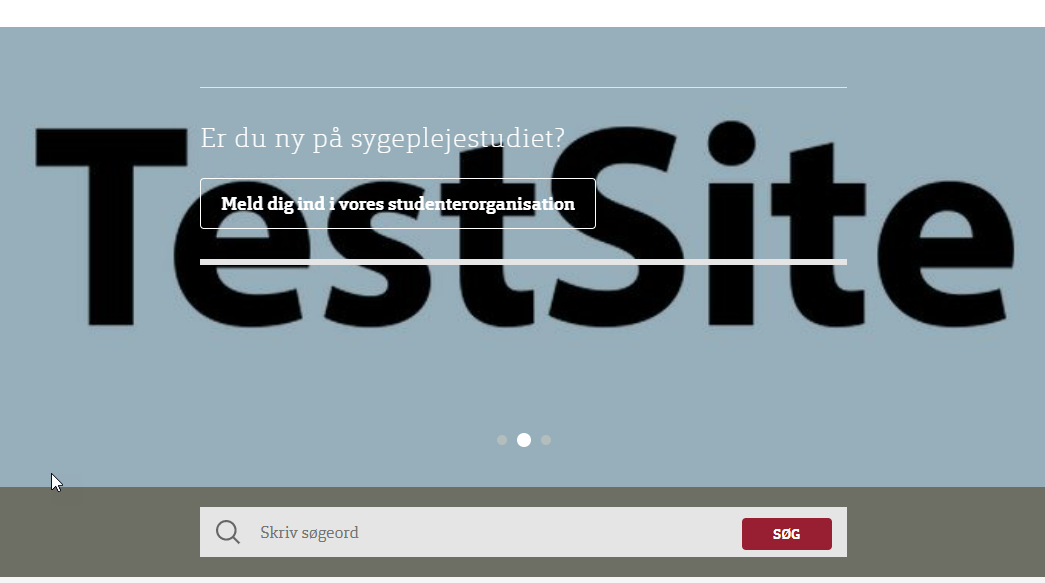 Er du ny på sygeplejestudiet?
TestSite
Meld dig ind i vores studenterorganisation
Skriv søgeord
SØG